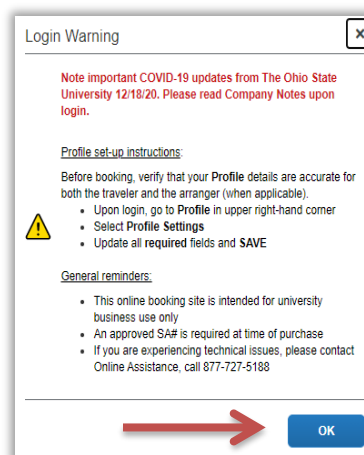 Login Warning
×
Note important COVID-19 updates from The Ohio State
University 12/18/20. Please read Company Notes upon
login.
Profile set-up instructions:
Before booking, verify that your Profile details are accurate for
both the traveler and the arranger (when applicable).
• Upon login, go to Profile in upper right-hand corner
• Select Profile Settings
• Update all required fields and SAVE
General reminders:
• This online booking site is intended for university
business use only
• An approved SA# is required at time of purchase
• If you are experiencing technical issues, please contact
Online Assistance, call 877-727-5188
OK